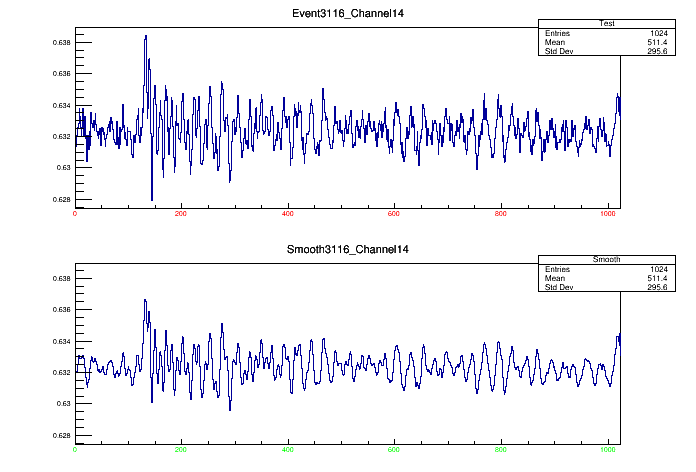 Event3116_Channel14
Test
Entries 1024
Mean 511.4
Std Dev 295.6
0.638
0.636
0.634
0.632
0.63
0.628
0 200 400 600 800 1000
Smooth3116_Channel14
Smooth
Entries 1024
Mean 511.4
Std Dev 295.6
0.638
0.636
0.634
0.632
0.63
0.628
0 200 400 600 800 1000